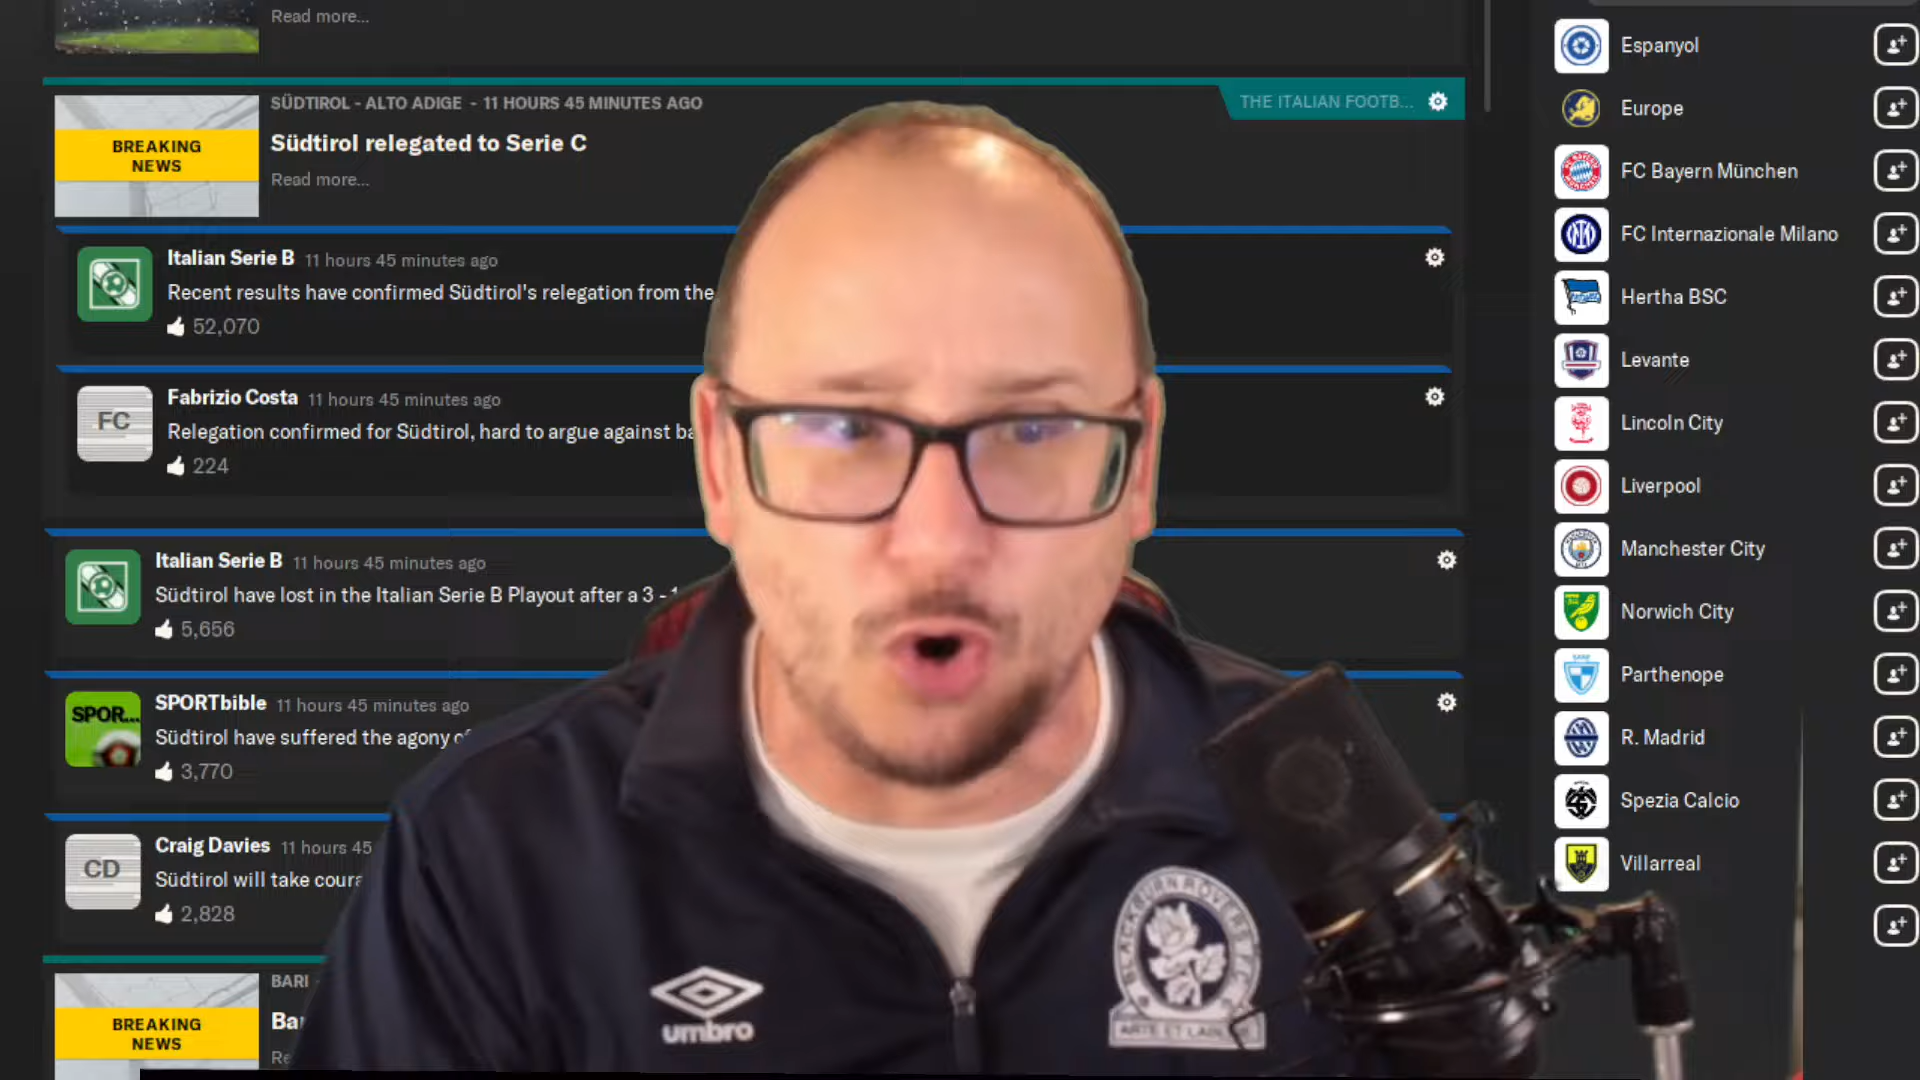 Read more...
SÜDTIROL - ALTO ADIGE - 11 HOURS 45 MINUTES AGO
THE ITALIAN FOOTB...
BREAKING
NEWS
Südtirol relegated to Serie C
Read more...
Italian Serie B 11 hours 45 minutes ago
Recent results have confirmed Südtirol's relegation from the
52,070
FC
Fabrizio Costa 11 hours 45 minutes ago
Relegation confirmed for Südtirol, hard to argue against
224
Italian Serie B 11 hours 45 minutes ago
Südtirol have lost in the Italian Serie B Playout after a 3 -
5,656
SPOR...
SPORTbible 11 hours 45 minutes ago
Südtirol have suffered the agony
3,770
CD
Craig Davies 11 hours 45
Südtirol will take
2,828
BARI
BREAKING
NEWS
Espanyol
Europe
FC Bayern München
FC Internazionale Milano
Hertha BSC
Levante
Lincoln City
Liverpool
Manchester City
Norwich City
Parthenope
R. Madrid
Spezia Calcio
Villarreal
umbro
BLACKBURN ROVERS F.C.
ARTE ET